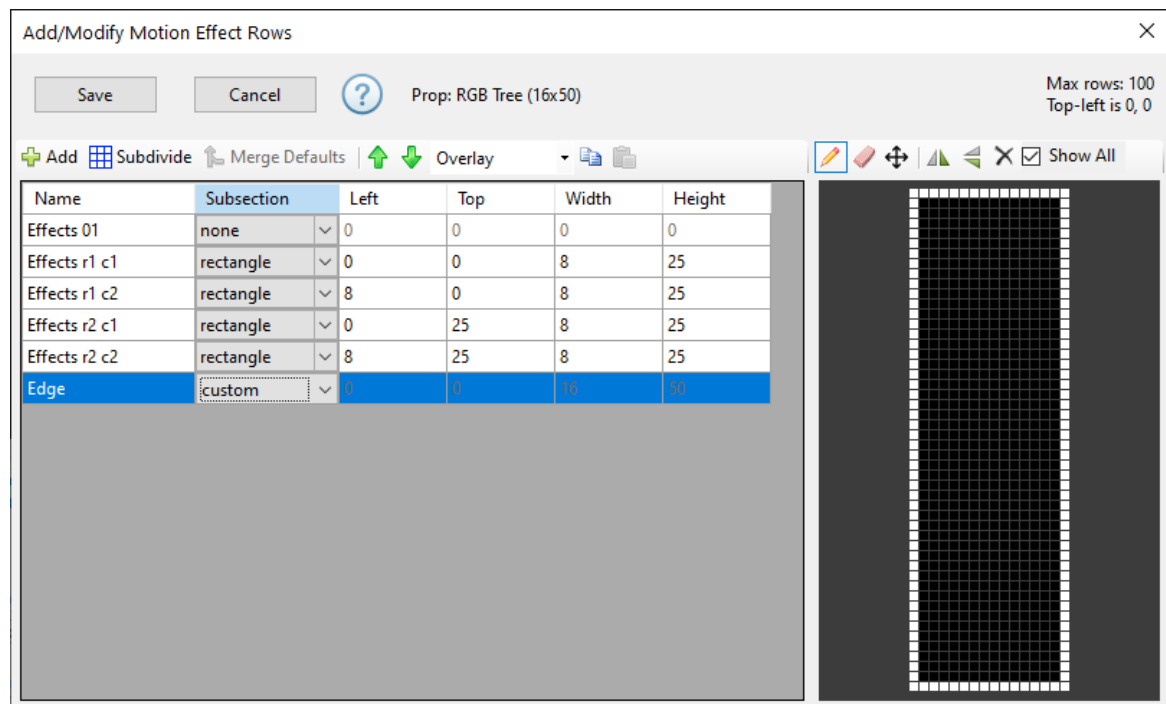 Add/Modify Motion Effect Rows
Save Cancel ? Prop: RGB Tree (16x50) Max rows: 100
Top-left is 0, 0
Add Subdivide Merge Defaults Overlay Show All
Name Subsection Left Top Width Height
Effects 01 none 0 0 0 0
Effects r1 c1 rectangle 0 0 8 25
Effects r1 c2 rectangle 8 0 8 25
Effects r2 c1 rectangle 0 25 8 25
Effects r2 c2 rectangle 8 25 8 25
Edge custom 0 0 16 50